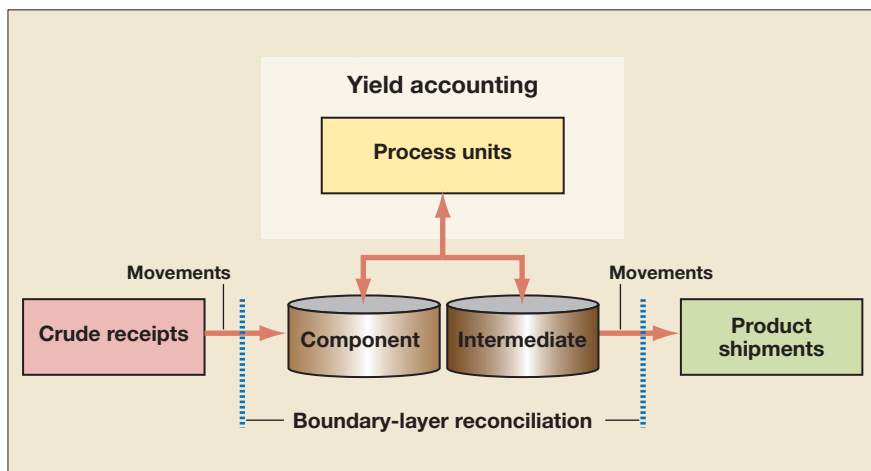 Yield accounting
Process units
Movements
Movements
Crude receipts
Component
Intermediate
Product
shipments
Boundary-layer reconciliation